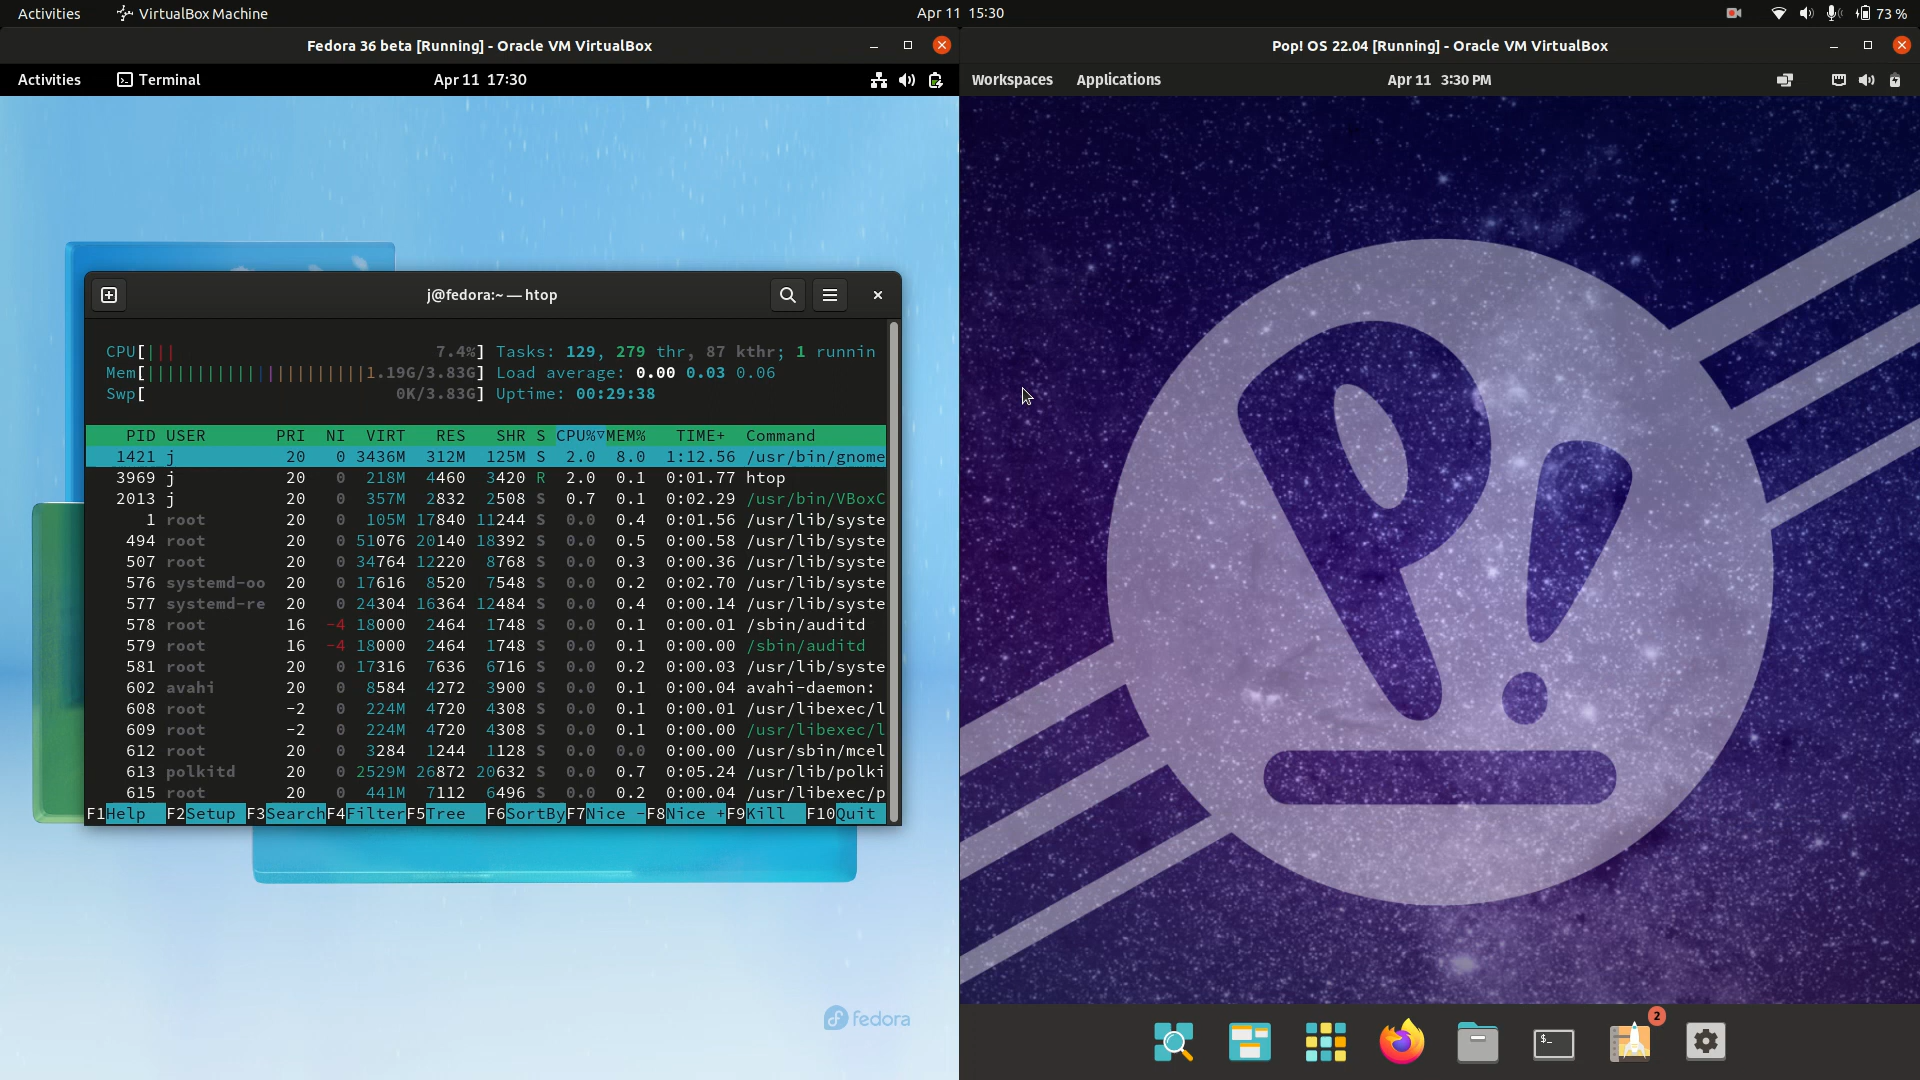 Activities VirtualBox Machine Apr 11 15:30 73 %
Fedora 36 beta [Running] - Oracle VM VirtualBox
Activities Terminal Apr 11 17:30
j@fedora:~ — htop
CPU[||| 7.4%] Tasks: 129, 279 thr, 87 kthr; 1 runnin
Mem[||||||||||||||||||||||1.19G/3.83G] Load average: 0.00 0.03 0.06
Swp[ 0K/3.83G] Uptime: 00:29:38
PID USER PRI NI VIRT RES SHR S CPU%▽MEM% TIME+ Command
1421 j 20 0 3436M 312M 125M S 2.0 8.0 1:12.56 /usr/bin/gnome
3969 j 20 0 218M 4460 3420 R 2.0 0.1 0:01.77 htop
2013 j 20 0 357M 2832 2508 S 0.7 0.1 0:02.29 /usr/bin/VBoxC
1 root 20 0 105M 17840 11244 S 0.0 0.4 0:01.56 /usr/lib/syste
494 root 20 0 51076 20140 18392 S 0.0 0.5 0:00.58 /usr/lib/syste
507 root 20 0 34764 12220 8768 S 0.0 0.3 0:00.36 /usr/lib/syste
576 systemd-oo 20 0 17616 8520 7548 S 0.0 0.2 0:02.70 /usr/lib/syste
577 systemd-re 20 0 24304 16364 12484 S 0.0 0.4 0:00.14 /usr/lib/syste
578 root 16 -4 18000 2464 1748 S 0.0 0.1 0:00.01 /sbin/auditd
579 root 16 -4 18000 2464 1748 S 0.0 0.1 0:00.00 /sbin/auditd
581 root 20 0 17316 7636 6716 S 0.0 0.2 0:00.03 /usr/lib/syste
602 avahi 20 0 8584 4272 3900 S 0.0 0.1 0:00.04 avahi-daemon:
608 root -2 0 224M 4720 4308 S 0.0 0.1 0:00.01 /usr/libexec/l
609 root -2 0 224M 4720 4308 S 0.0 0.1 0:00.00 /usr/libexec/l
612 root 20 0 3284 1244 1128 S 0.0 0.0 0:00.00 /usr/sbin/mcel
613 polkitd 20 0 2529M 26872 20632 S 0.0 0.7 0:05.24 /usr/lib/polki
615 root 20 0 441M 7112 6496 S 0.0 0.2 0:00.04 /usr/libexec/p
F1Help F2Setup F3SearchF4FilterF5Tree F6SortByF7Nice -F8Nice +F9Kill F10Quit
fedora
Pop! OS 22.04 [Running] - Oracle VM VirtualBox
Workspaces Applications Apr 11 3:30 PM
P!
$_
2